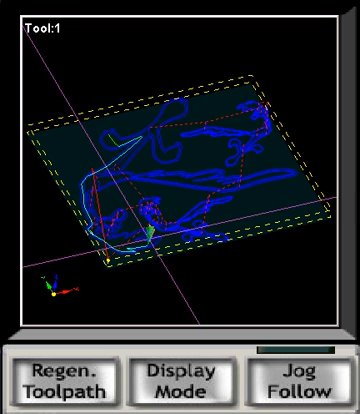 Tool:1
Regen.
Toolpath
Display
Mode
Jog
Follow